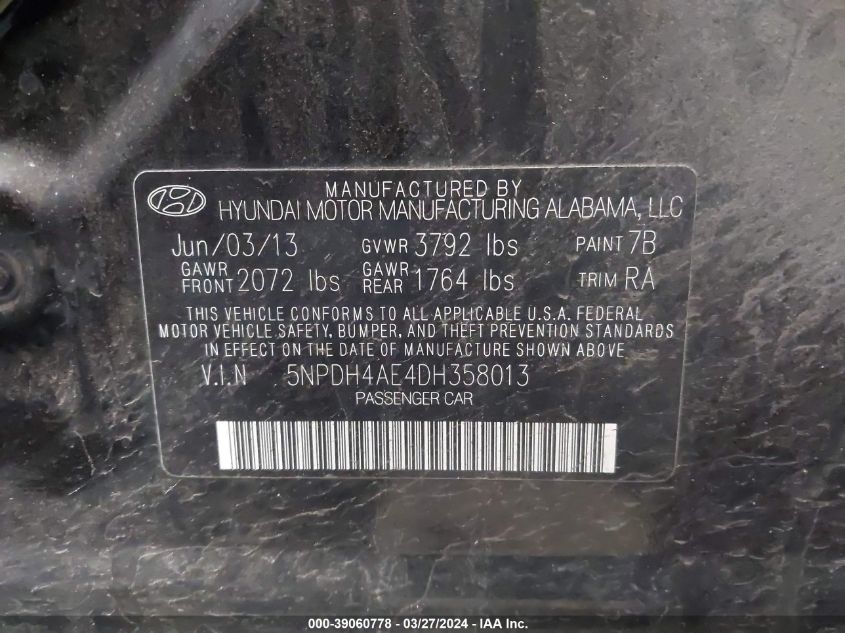 MANUFACTURED BY
HYUNDAI MOTOR MANUFACTURING ALABAMA, LLC
Jun/03/13 GVWR 3792 lbs PAINT 7B
GAWR FRONT 2072 lbs GAWR REAR 1764 lbs TRIM RA
THIS VEHICLE CONFORMS TO ALL APPLICABLE U.S.A. FEDERAL
MOTOR VEHICLE SAFETY, BUMPER, AND THEFT PREVENTION STANDARDS
IN EFFECT ON THE DATE OF MANUFACTURE SHOWN ABOVE
V.I.N 5NPDH4AE4DH358013
PASSENGER CAR
000-39060778 - 03/27/2024 - IAAI.com